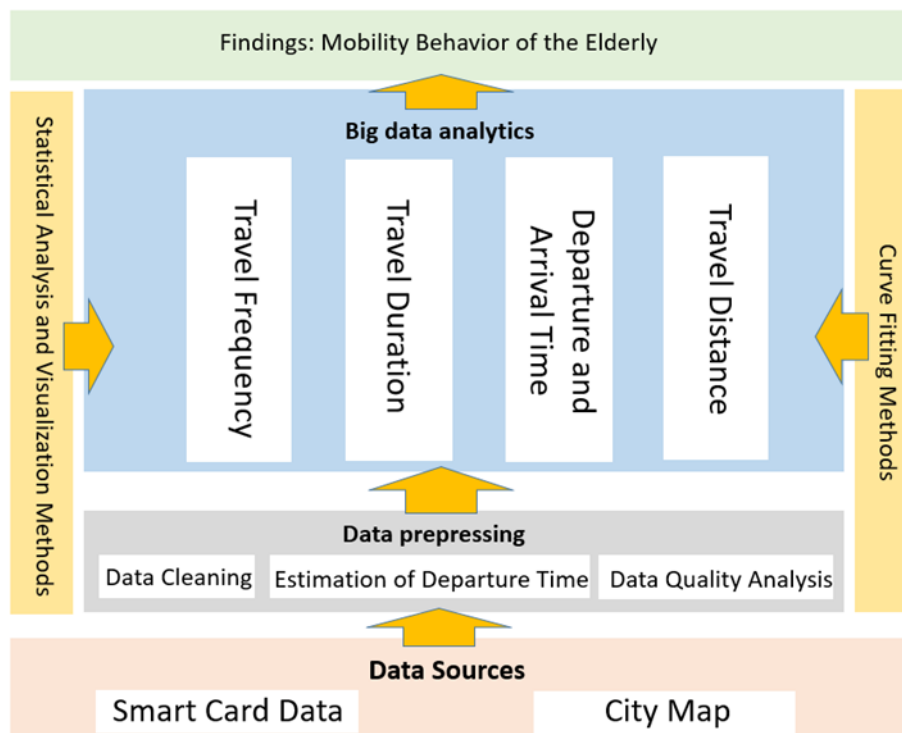 Findings: Mobility Behavior of the Elderly
Statistical Analysis and Visualization Methods
Big data analytics
Travel Frequency
Travel Duration
Departure and
Arrival Time
Travel Distance
Curve Fitting Methods
Data prepressing
Data Cleaning
Estimation of Departure Time
Data Quality Analysis
Data Sources
Smart Card Data
City Map